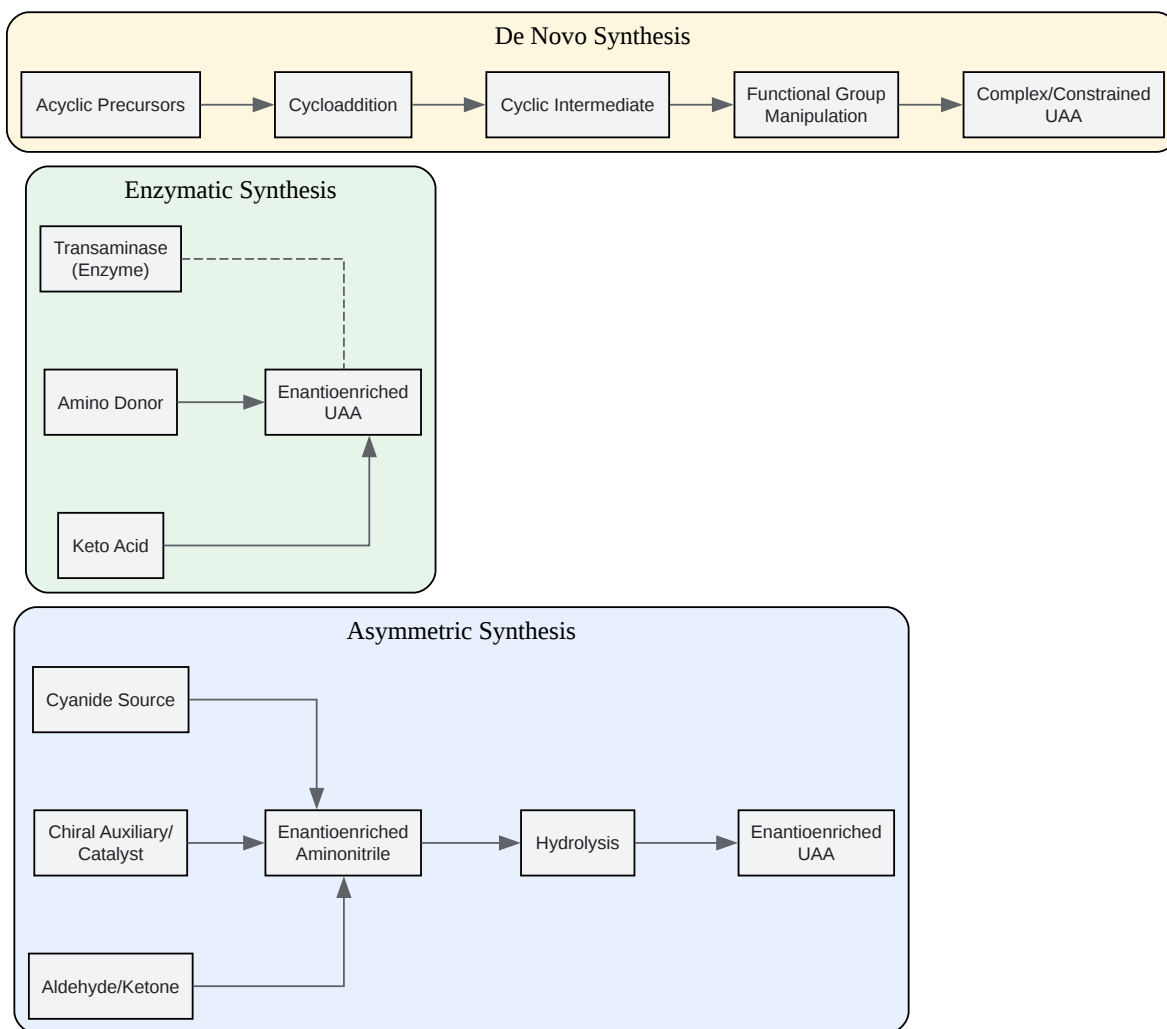 De Novo Synthesis
Acyclic Precursors
Cycloaddition
Cyclic Intermediate
Functional Group
Manipulation
Complex/Constrained
UAA
Enzymatic Synthesis
Transaminase
(Enzyme)
Amino Donor
Enantioenriched
UAA
Keto Acid
Asymmetric Synthesis
Cyanide Source
Chiral Auxiliary/
Catalyst
Enantioenriched
Aminonitrile
Hydrolysis
Enantioenriched
UAA
Aldehyde/Ketone